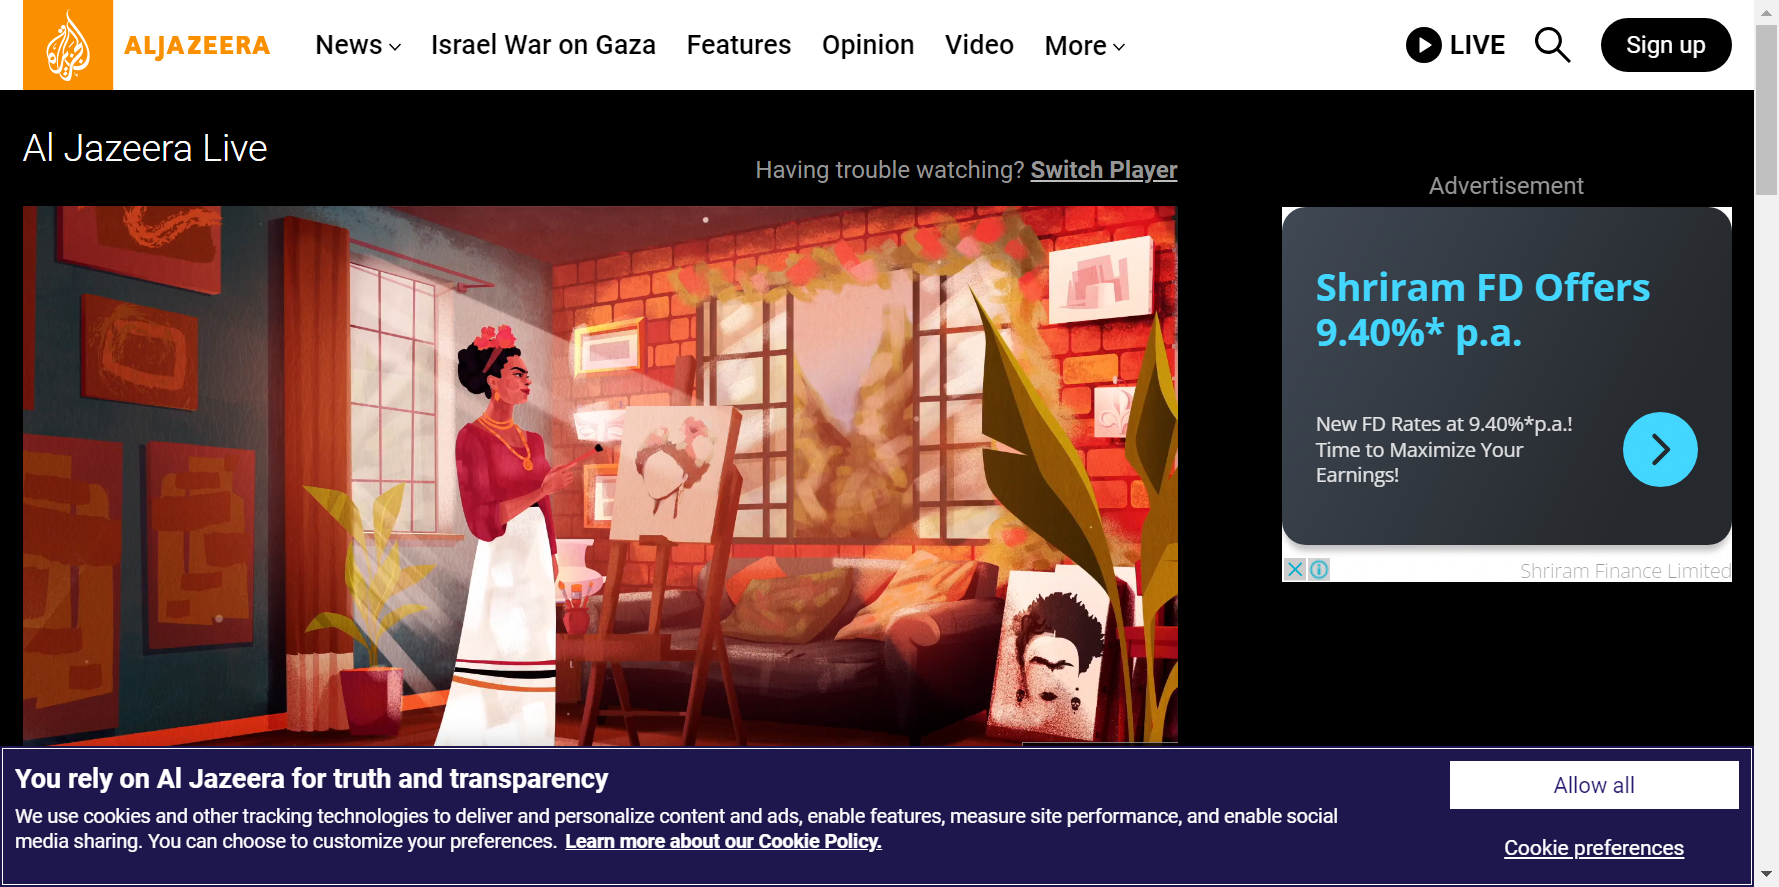 ALJAZEERA
News
Israel War on Gaza
Features
Opinion
Video
More
LIVE
Sign up
Al Jazeera Live
Having trouble watching? Switch Player
Advertisement
Shriram FD Offers
9.40%* p.a.
New FD Rates at 9.40%*p.a.!
Time to Maximize Your
Earnings!
Shriram Finance Limited
You rely on Al Jazeera for truth and transparency
We use cookies and other tracking technologies to deliver and personalize content and ads, enable features, measure site performance, and enable social
media sharing. You can choose to customize your preferences. Learn more about our Cookie Policy.
Allow all
Cookie preferences